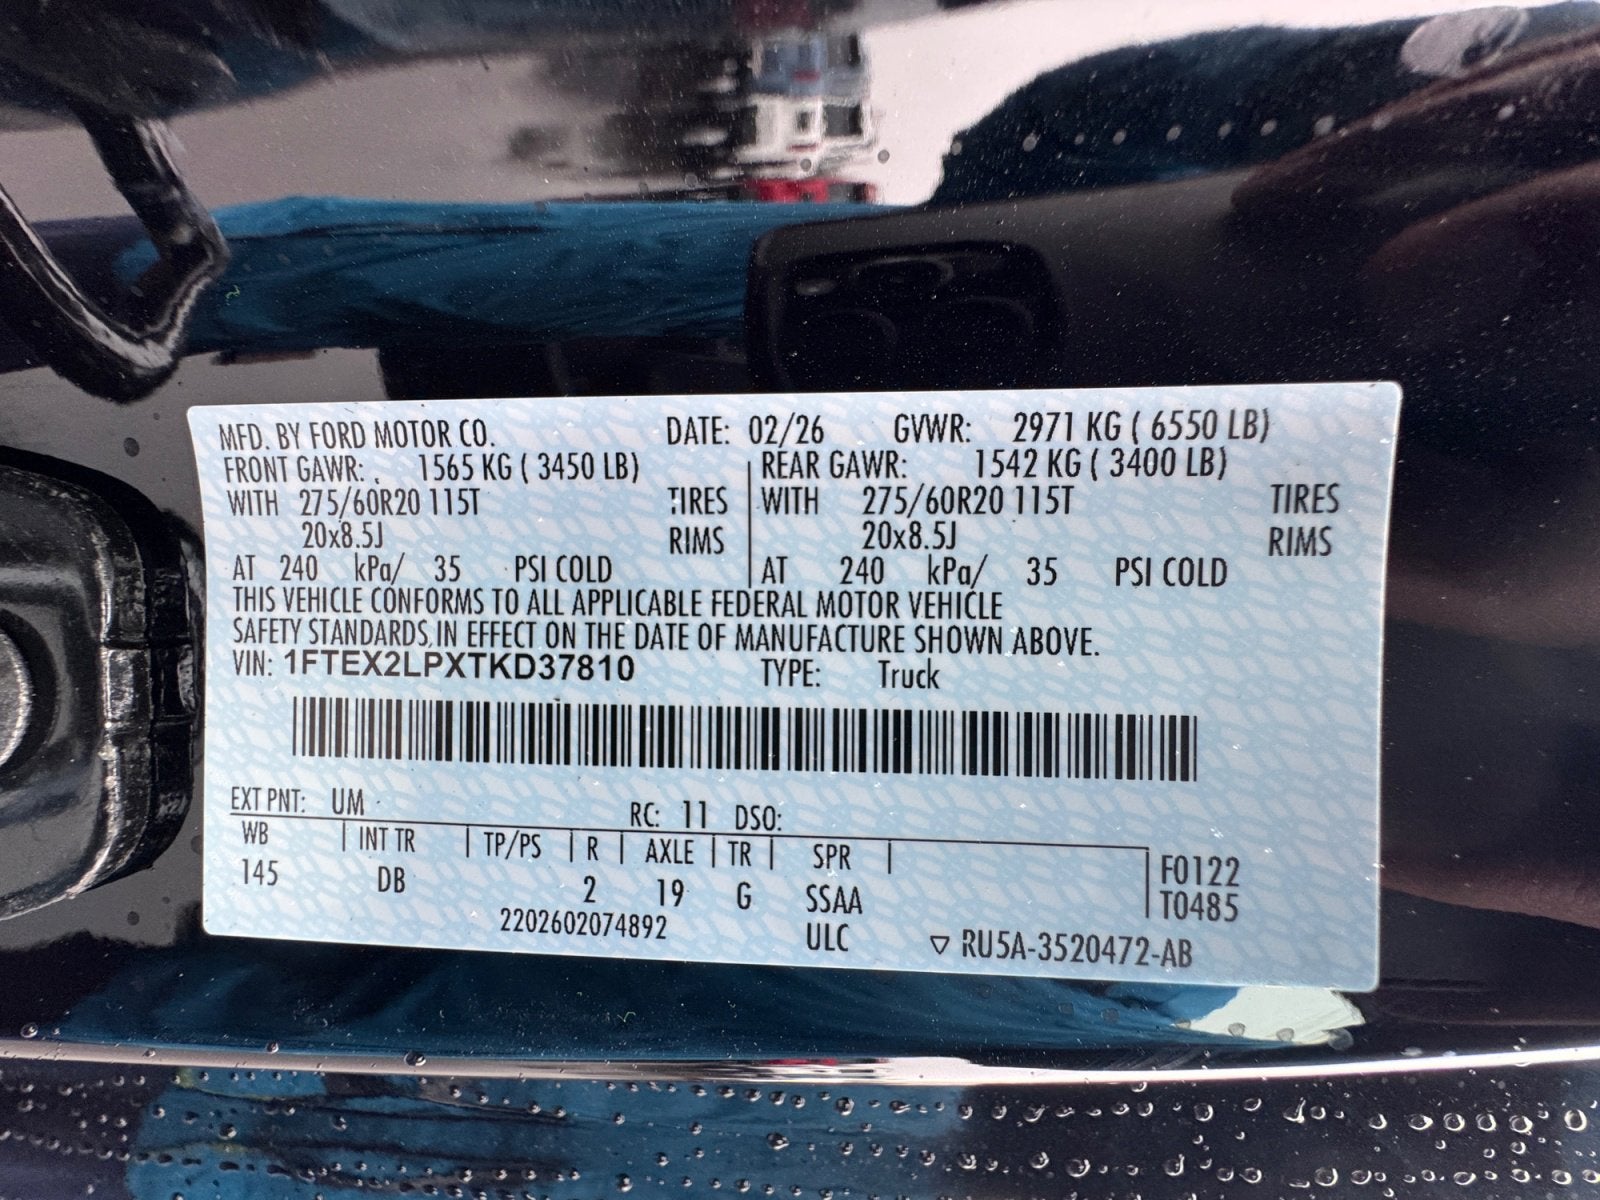 MFD. BY FORD MOTOR CO. DATE: 02/26 GVWR: 2971 KG ( 6550 LB)
FRONT GAWR: 1565 KG ( 3450 LB) REAR GAWR: 1542 KG ( 3400 LB)
WITH 275/60R20 115T TIRES WITH 275/60R20 115T TIRES
20x8.5J RIMS 20x8.5J RIMS
AT 240 kPa/ 35 PSI COLD AT 240 kPa/ 35 PSI COLD
THIS VEHICLE CONFORMS TO ALL APPLICABLE FEDERAL MOTOR VEHICLE
SAFETY STANDARDS IN EFFECT ON THE DATE OF MANUFACTURE SHOWN ABOVE.
VIN: 1FTEX2LPXTKD37810 TYPE: Truck
EXT PNT: UM RC: 11 DSO:
WB INT TR TP/PS R AXLE TR SPR F0122
145 DB 2 19 G SSAA T0485
2202602074892 ULC ▽ RU5A-3520472-AB